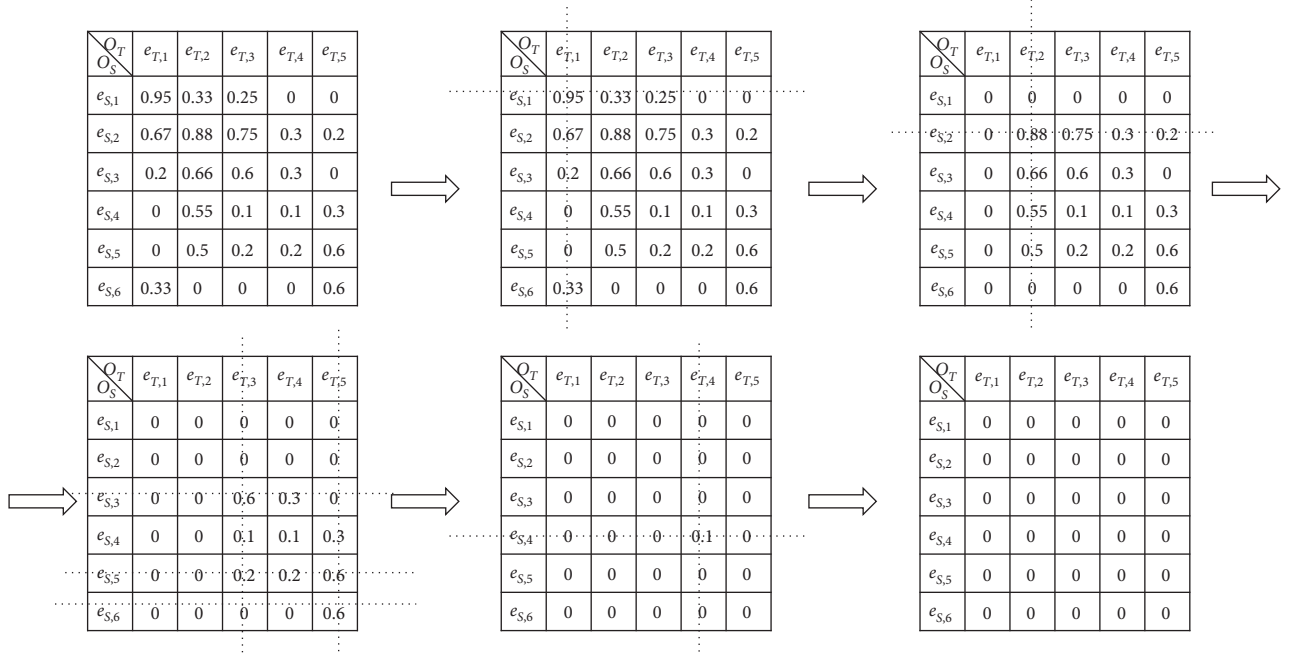 O_T e_{T,1} e_{T,2} e_{T,3} e_{T,4} e_{T,5}
O_S
e_{S,1} 0.95 0.33 0.25 0 0
e_{S,2} 0.67 0.88 0.75 0.3 0.2
e_{S,3} 0.2 0.66 0.6 0.3 0
e_{S,4} 0 0.55 0.1 0.1 0.3
e_{S,5} 0 0.5 0.2 0.2 0.6
e_{S,6} 0.33 0 0 0 0.6
O_T e_{T,1} e_{T,2} e_{T,3} e_{T,4} e_{T,5}
O_S
e_{S,1} 0.95 0.33 0.25 0 0
e_{S,2} 0.67 0.88 0.75 0.3 0.2
e_{S,3} 0.2 0.66 0.6 0.3 0
e_{S,4} 0 0.55 0.1 0.1 0.3
e_{S,5} 0 0.5 0.2 0.2 0.6
e_{S,6} 0.33 0 0 0 0.6
O_T e_{T,1} e_{T,2} e_{T,3} e_{T,4} e_{T,5}
O_S
e_{S,1} 0 0 0 0 0
e_{S,2} 0 0.88 0.75 0.3 0.2
e_{S,3} 0 0.66 0.6 0.3 0
e_{S,4} 0 0.55 0.1 0.1 0.3
e_{S,5} 0 0.5 0.2 0.2 0.6
e_{S,6} 0 0 0 0 0.6
O_T e_{T,1} e_{T,2} e_{T,3} e_{T,4} e_{T,5}
O_S
e_{S,1} 0 0 0 0 0
e_{S,2} 0 0 0 0 0
e_{S,3} 0 0 0.6 0.3 0
e_{S,4} 0 0 0.1 0.1 0.3
e_{S,5} 0 0 0.2 0.2 0.6
e_{S,6} 0 0 0 0 0.6
O_T e_{T,1} e_{T,2} e_{T,3} e_{T,4} e_{T,5}
O_S
e_{S,1} 0 0 0 0 0
e_{S,2} 0 0 0 0 0
e_{S,3} 0 0 0 0 0
e_{S,4} 0 0 0 0.1 0
e_{S,5} 0 0 0 0 0
e_{S,6} 0 0 0 0 0
O_T e_{T,1} e_{T,2} e_{T,3} e_{T,4} e_{T,5}
O_S
e_{S,1} 0 0 0 0 0
e_{S,2} 0 0 0 0 0
e_{S,3} 0 0 0 0 0
e_{S,4} 0 0 0 0 0
e_{S,5} 0 0 0 0 0
e_{S,6} 0 0 0 0 0